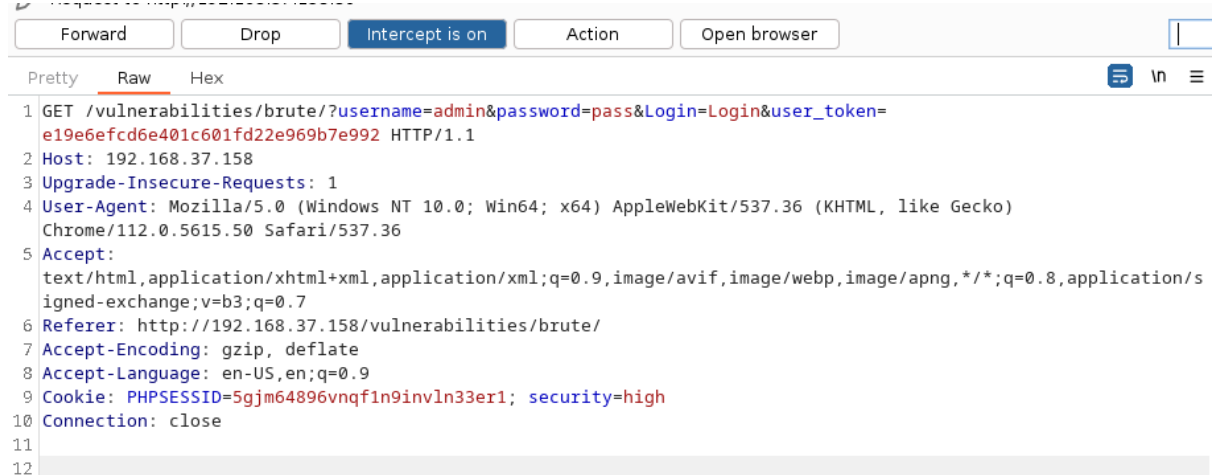 Forward Drop Intercept is on Action Open browser
Pretty Raw Hex \n
1 GET /vulnerabilities/brute/?username=admin&password=pass&Login=Login&user_token=
e19e6efcd6e401c601fd22e969b7e992 HTTP/1.1
2 Host: 192.168.37.158
3 Upgrade-Insecure-Requests: 1
4 User-Agent: Mozilla/5.0 (Windows NT 10.0; Win64; x64) AppleWebKit/537.36 (KHTML, like Gecko)
Chrome/112.0.5615.50 Safari/537.36
5 Accept:
text/html,application/xhtml+xml,application/xml;q=0.9,image/avif,image/webp,image/apng,*/*;q=0.8,application/s
igned-exchange;v=b3;q=0.7
6 Referer: http://192.168.37.158/vulnerabilities/brute/
7 Accept-Encoding: gzip, deflate
8 Accept-Language: en-US,en;q=0.9
9 Cookie: PHPSESSID=5gjm64896vnqf1n9invln33er1; security=high
10 Connection: close
11
12